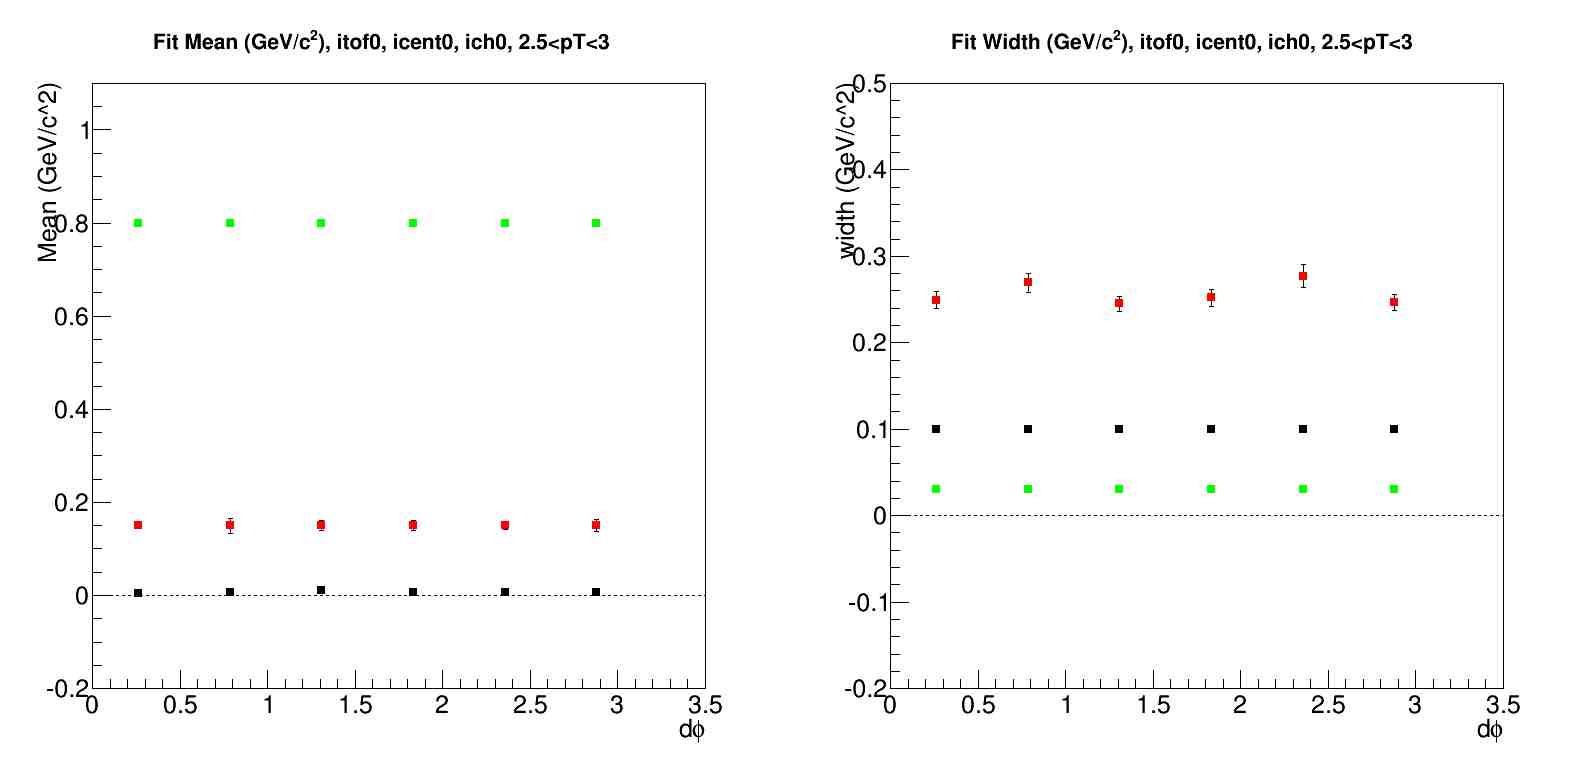 Fit Mean (GeV/c²), itof0, icent0, ich0, 2.5<pT<3
Mean (GeV/c^2)
1
0.8
0.6
0.4
0.2
0
-0.2
0 0.5 1 1.5 2 2.5 3 3.5
dϕ
Fit Width (GeV/c²), itof0, icent0, ich0, 2.5<pT<3
width (GeV/c^2)
0.5
0.4
0.3
0.2
0.1
0
-0.1
-0.2
0 0.5 1 1.5 2 2.5 3 3.5
dϕ